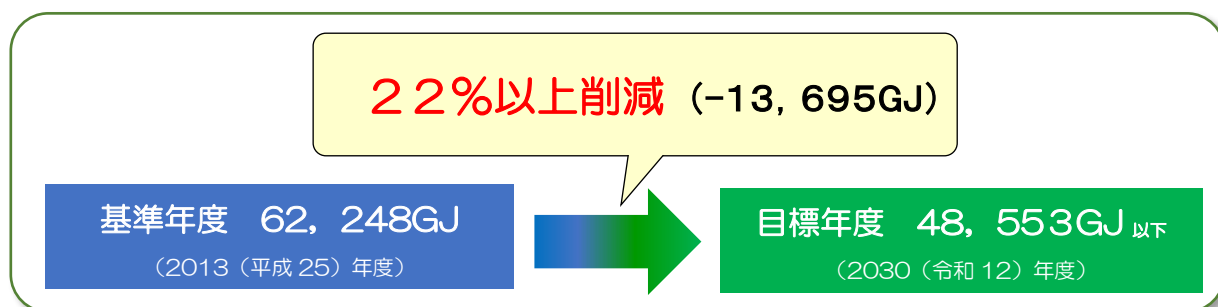 ２２％以上削減（-13，695GJ）
基準年度　62，248GJ
（2013（平成 25）年度）
目標年度　48，553GJ 以下
（2030（令和 12）年度）